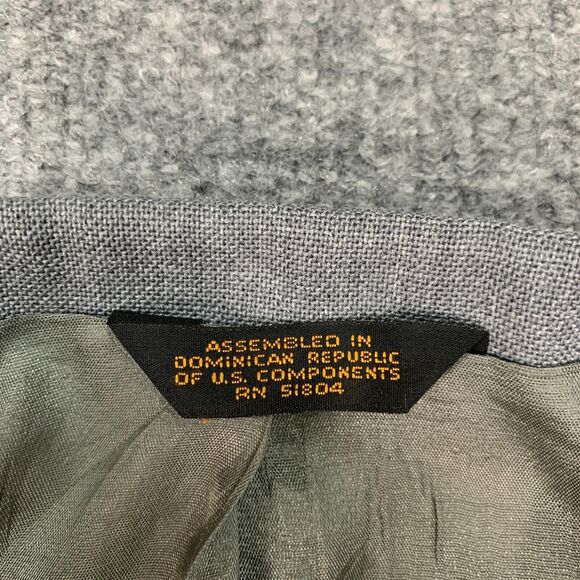 ASSEMBLED IN
DOMINICAN REPUBLIC
OF U.S. COMPONENTS
RN 51804